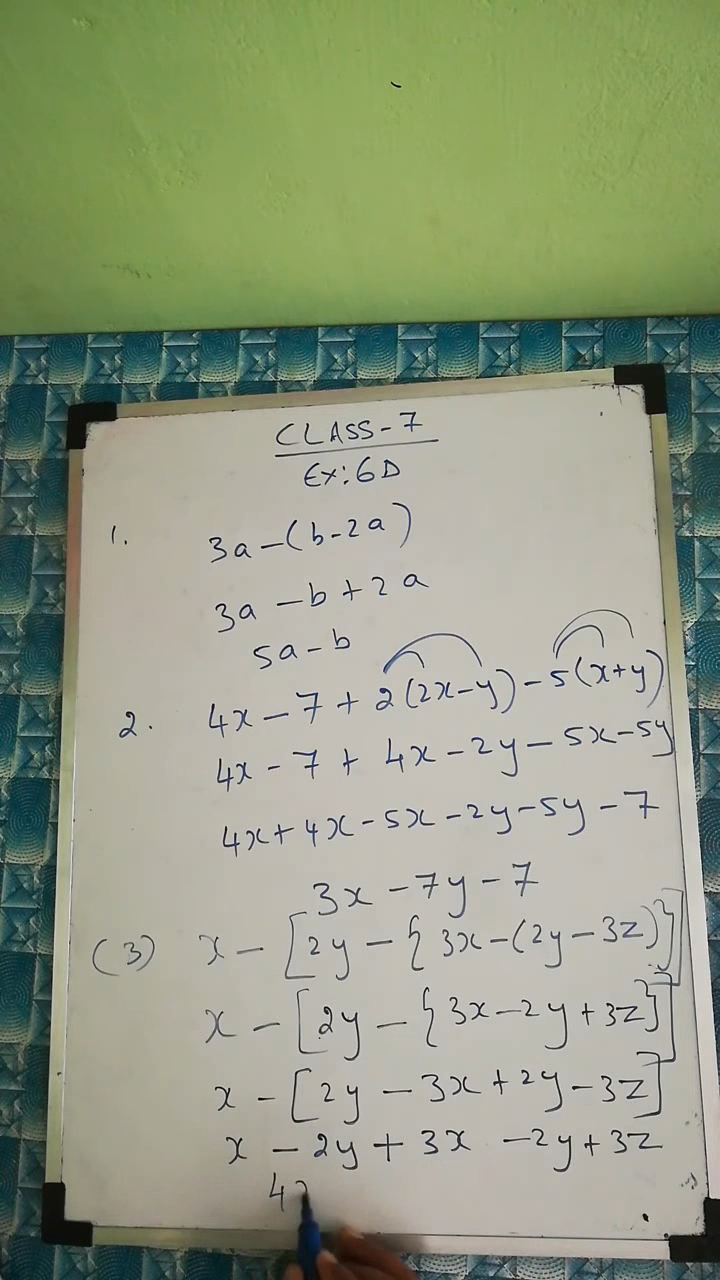 CLASS-7
Ex: 6D
1. 3a-(b-2a)
3a-b+2a
5a-b
2. 4x-7+2(2x-y)-5(x+y)
4x-7+4x-2y-5x-5y
4x+4x-5x-2y-5y-7
3x-7y-7
(3) x-[2y-{3x-(2y-3z)}]
x-[2y-{3x-2y+3z}]
x-[2y-3x+2y-3z]
x-2y+3x-2y+3z
4